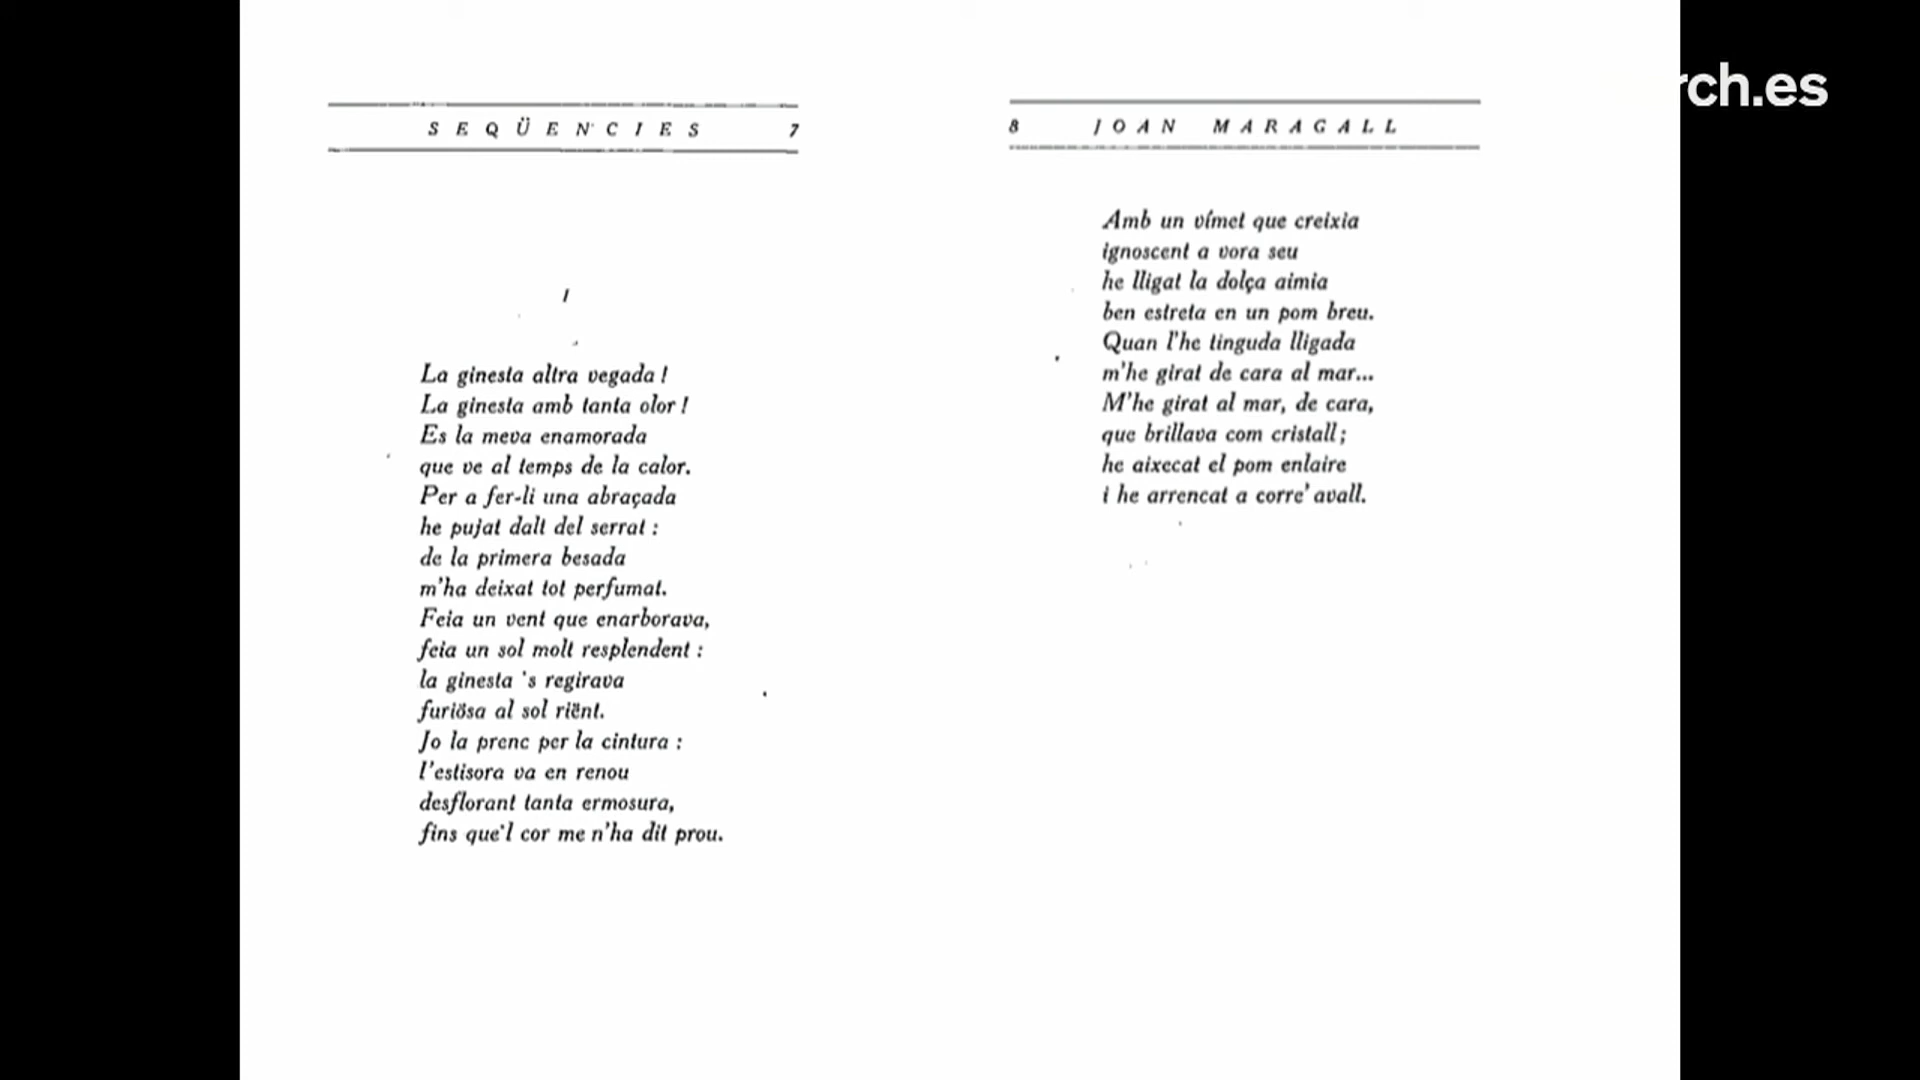 SEQÜENCIES 7
I
La ginesta altra vegada !
La ginesta amb tanta olor !
Es la meva enamorada
que ve al temps de la calor.
Per a fer-li una abraçada
he pujat dalt del serrat :
de la primera besada
m'ha deixat tot perfumat.
Feia un vent que enarborava,
feia un sol molt resplendent :
la ginesta 's regirava
furiösa al sol riënt.
Jo la prenc per la cintura :
l'estisora va en renou
desflorant tanta ermosura,
fins que'l cor me n'ha dit prou.
8 JOAN MARAGALL
Amb un vímet que creixia
ignoscent a vora seu
he lligat la dolça aimia
ben estreta en un pom breu.
Quan l'he tinguda lligada
m'he girat de cara al mar...
M'he girat al mar, de cara,
que brillava com cristall ;
he aixecat el pom enlaire
i he arrencat a corre' avall.
rch.es